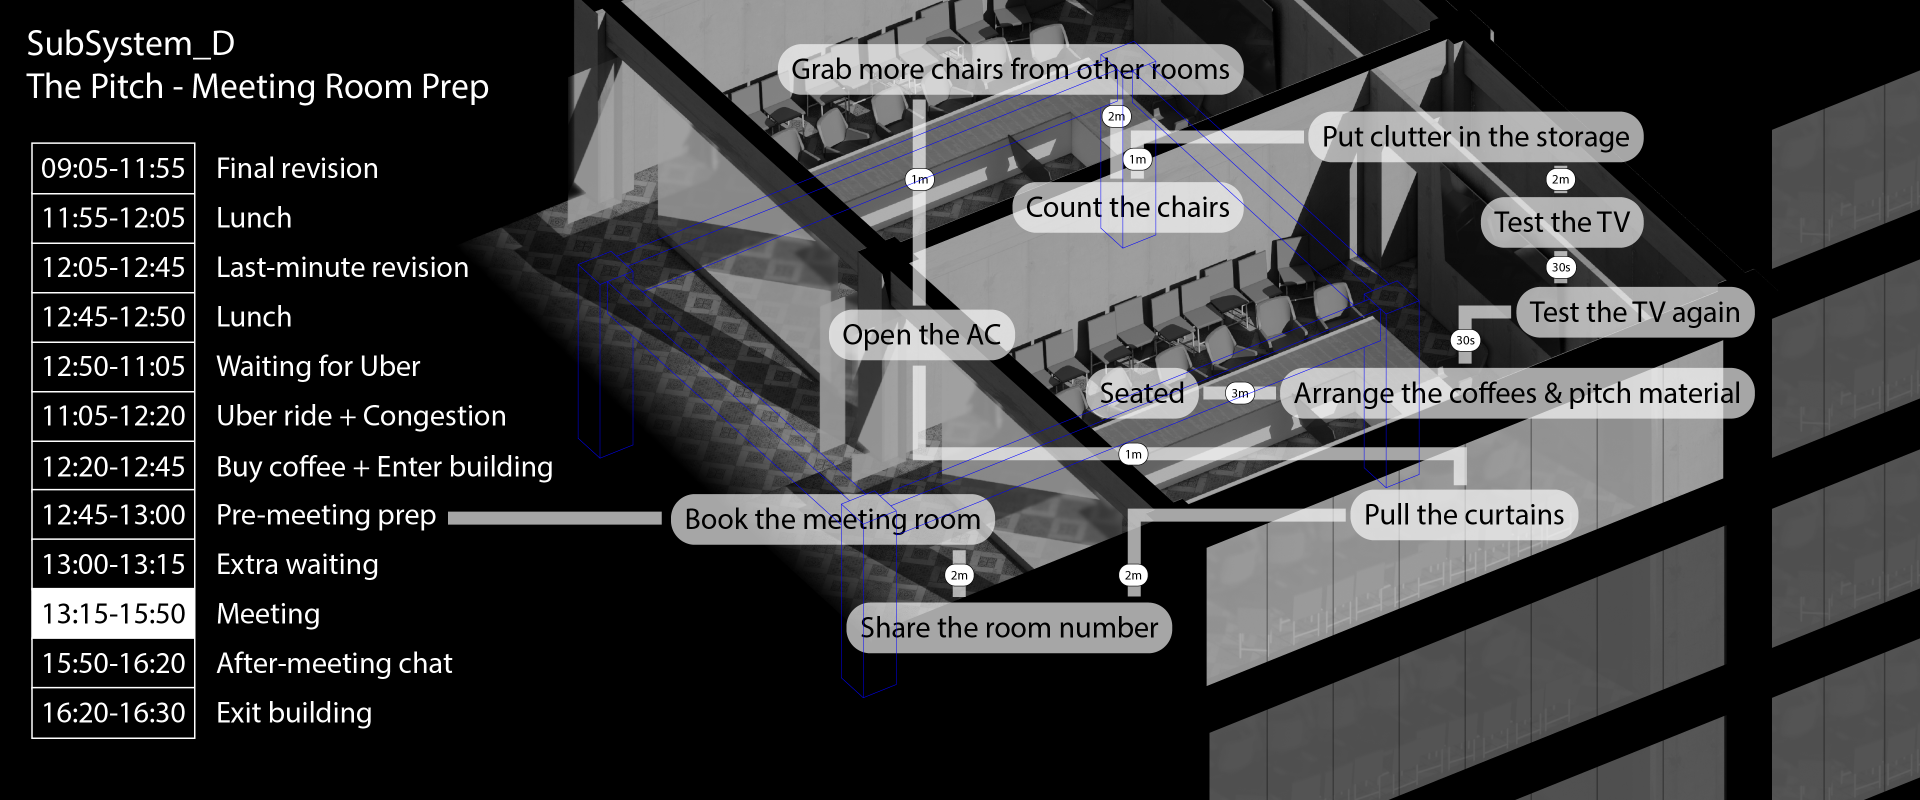 SubSystem_D
The Pitch - Meeting Room Prep
09:05-11:55 Final revision
11:55-12:05 Lunch
12:05-12:45 Last-minute revision
12:45-12:50 Lunch
12:50-11:05 Waiting for Uber
11:05-12:20 Uber ride + Congestion
12:20-12:45 Buy coffee + Enter building
12:45-13:00 Pre-meeting prep
13:00-13:15 Extra waiting
13:15-15:50 Meeting
15:50-16:20 After-meeting chat
16:20-16:30 Exit building
Book the meeting room
2m
Share the room number
2m
Pull the curtains
1m
Open the AC
1m
Grab more chairs from other rooms
2m
Count the chairs
1m
Put clutter in the storage
2m
Test the TV
30s
Test the TV again
30s
Arrange the coffees & pitch material
3m
Seated